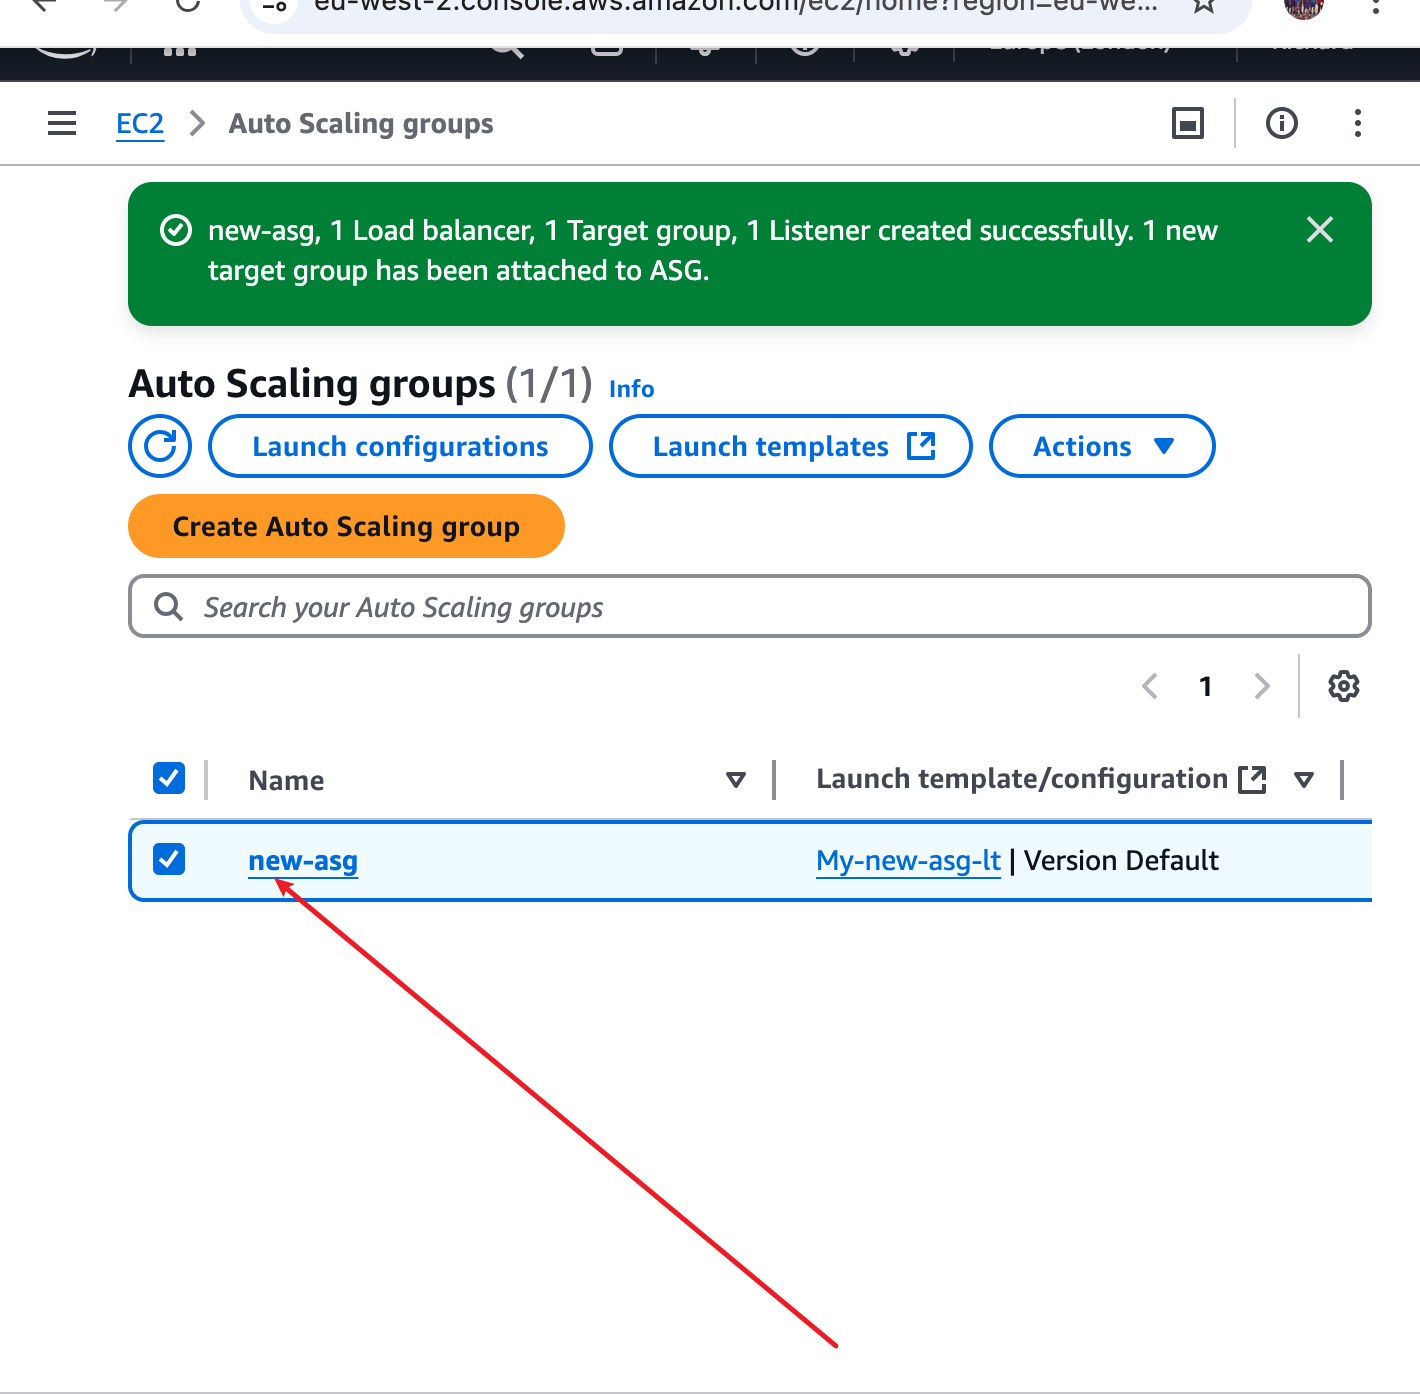 eu-west-2.console.aws.amazon.com/ec2/home?region=eu-we...
Europe (London)
Richard
EC2
Auto Scaling groups
new-asg, 1 Load balancer, 1 Target group, 1 Listener created successfully. 1 new
target group has been attached to ASG.
Auto Scaling groups (1/1) Info
Launch configurations
Launch templates
Actions
Create Auto Scaling group
Search your Auto Scaling groups
1
Name
Launch template/configuration
new-asg
My-new-asg-lt | Version Default